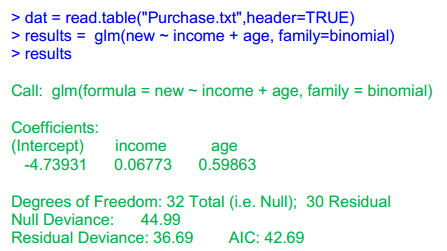 > dat = read.table("Purchase.txt",header=TRUE)
> results = glm(new ~ income + age, family=binomial)
> results
Call: glm(formula = new ~ income + age, family = binomial)
Coefficients:
(Intercept) income age
-4.73931 0.06773 0.59863
Degrees of Freedom: 32 Total (i.e. Null); 30 Residual
Null Deviance: 44.99
Residual Deviance: 36.69 AIC: 42.69